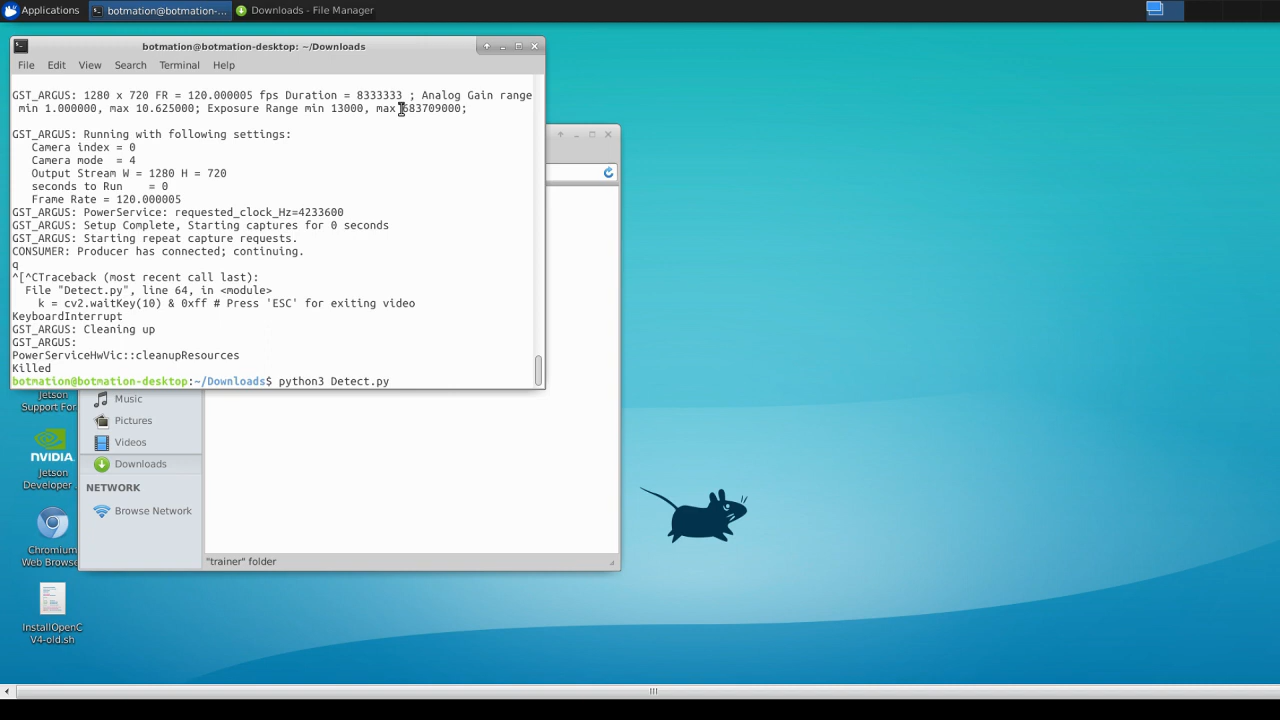 Applications
botmation@botmation-...
Downloads - File Manager
botmation@botmation-desktop: ~/Downloads
File Edit View Search Terminal Help
GST_ARGUS: 1280 x 720 FR = 120.000005 fps Duration = 8333333 ; Analog Gain range
min 1.000000, max 10.625000; Exposure Range min 13000, max 683709000;
GST_ARGUS: Running with following settings:
Camera index = 0
Camera mode = 4
Output Stream W = 1280 H = 720
seconds to Run = 0
Frame Rate = 120.000005
GST_ARGUS: PowerService: requested_clock_Hz=4233600
GST_ARGUS: Setup Complete, Starting captures for 0 seconds
GST_ARGUS: Starting repeat capture requests.
CONSUMER: Producer has connected; continuing.
q
^[^CTraceback (most recent call last):
File "Detect.py", line 64, in <module>
k = cv2.waitKey(10) & 0xff # Press 'ESC' for exiting video
KeyboardInterrupt
GST_ARGUS: Cleaning up
GST_ARGUS:
PowerServiceHwVic::cleanupResources
Killed
botmation@botmation-desktop:~/Downloads$ python3 Detect.py
Music
Pictures
Videos
Downloads
NETWORK
Browse Network
"trainer" folder
Jetson
Support For
NVIDIA
Jetson
Developer .
Chromium
Web Browse
InstallOpenC
V4-old.sh